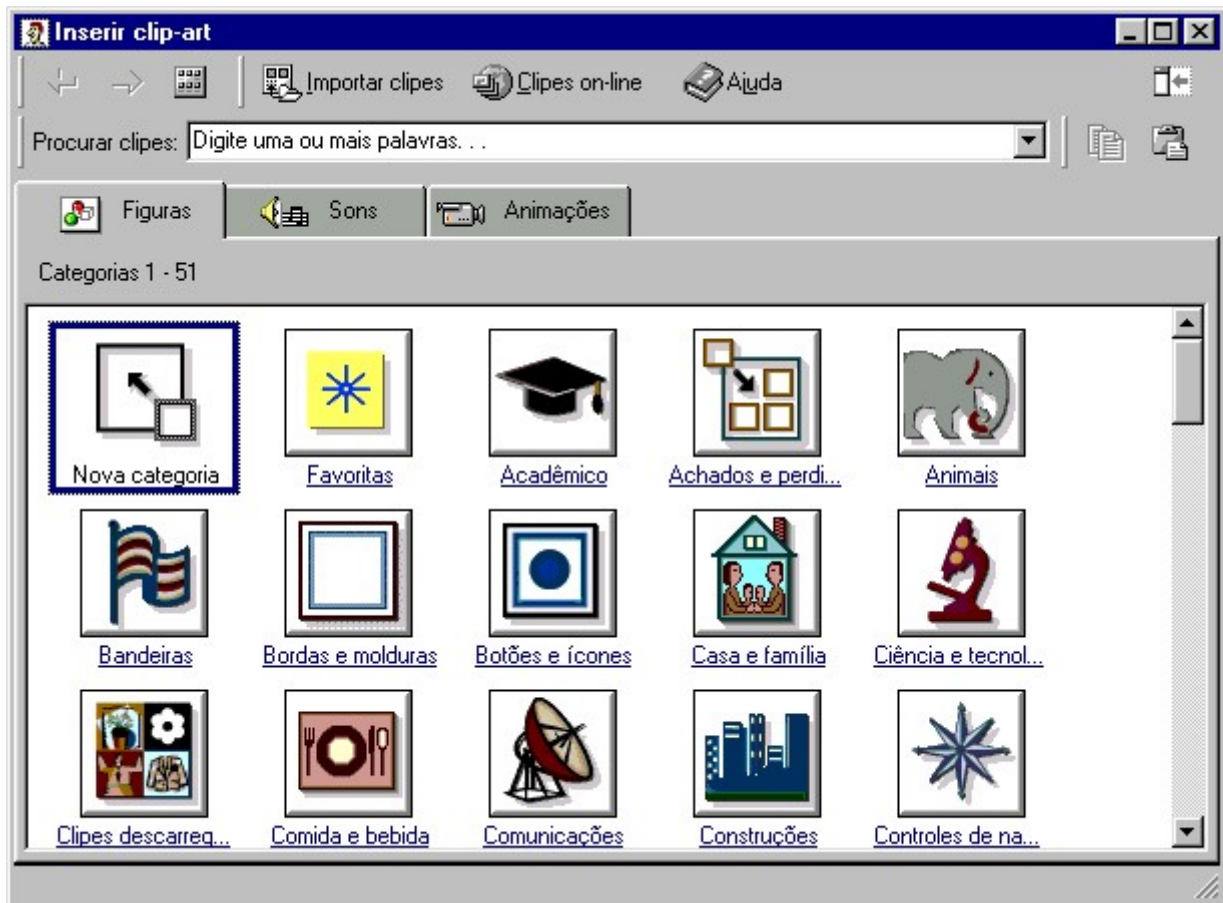 Inserir clip-art
Importar clipes Clipes on-line Ajuda
Procurar clipes: Digite uma ou mais palavras. . .
Figuras Sons Animações
Categorias 1 - 51
Nova categoria Favoritas Acadêmico Achados e perdi... Animais
Bandeiras Bordas e molduras Botões e ícones Casa e família Ciência e tecnol...
Clipes descarreg... Comida e bebida Comunicações Construções Controles de na...